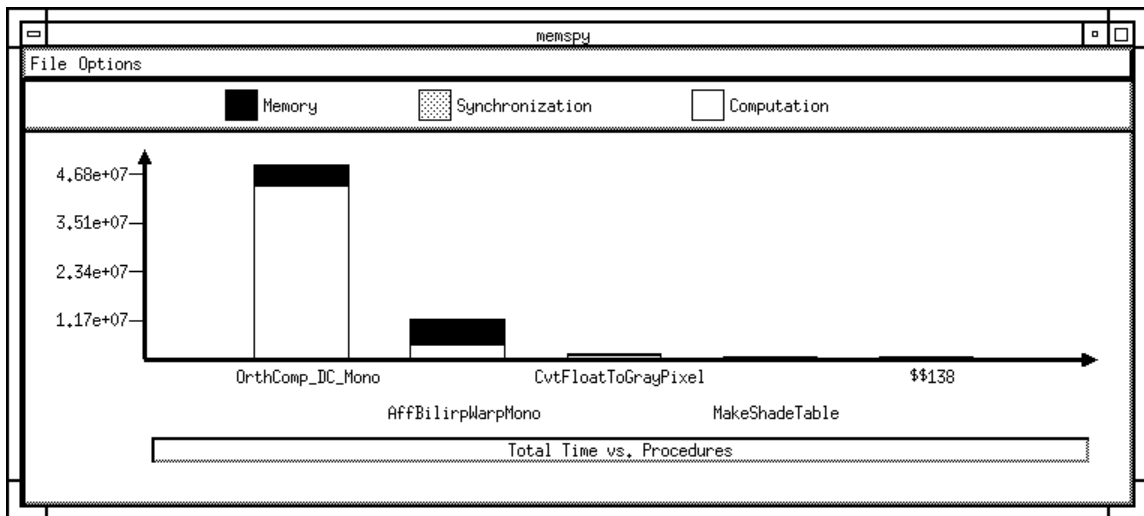 memspy
File Options
Memory Synchronization Computation
4.68e+07
3.51e+07
2.34e+07
1.17e+07
OrthComp_DC_Mono CvtFloatToGrayPixel $$138
AffBilirpWarpMono MakeShadeTable
Total Time vs. Procedures